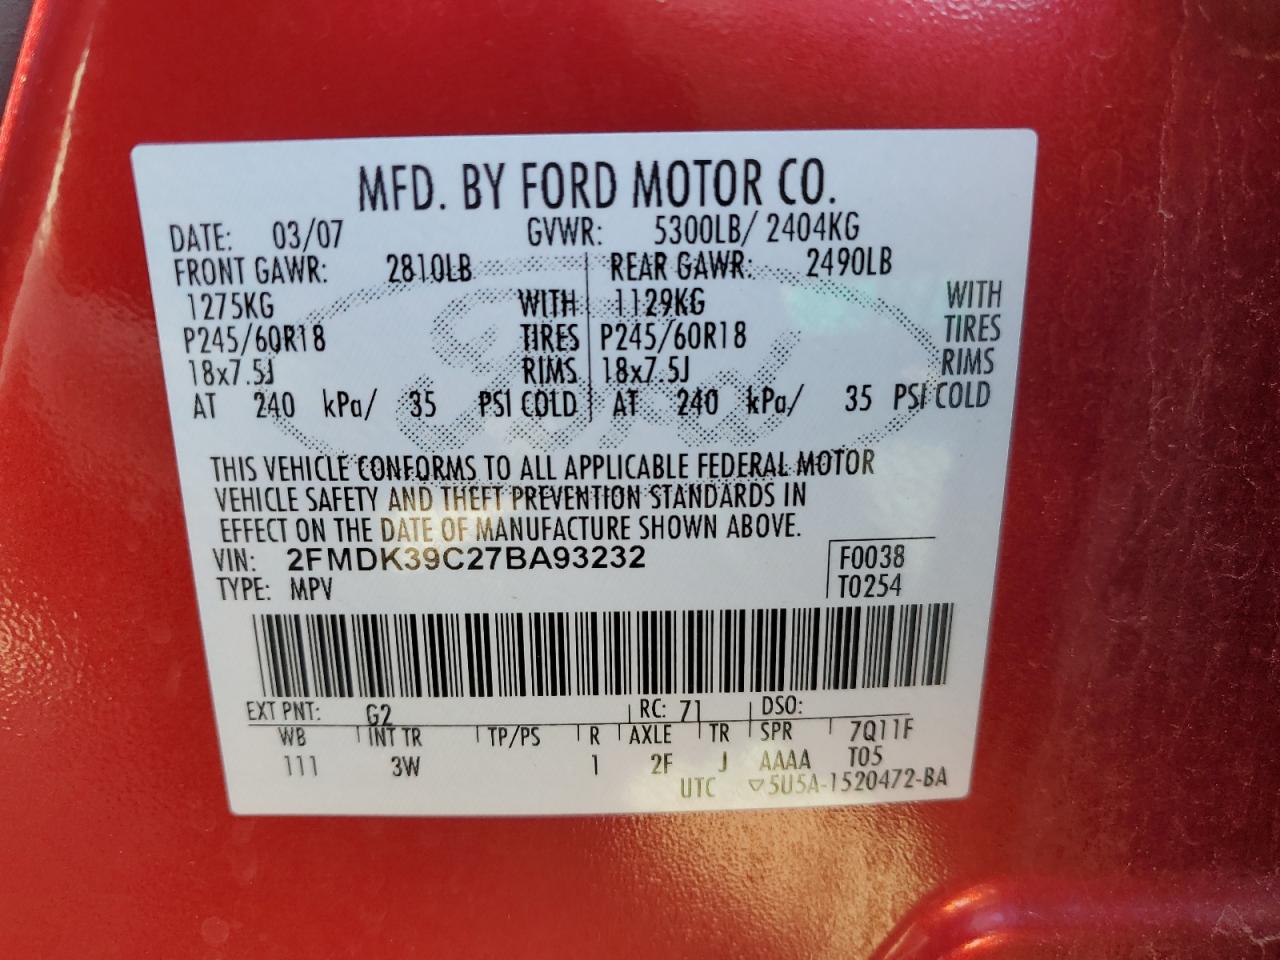 MFD. BY FORD MOTOR CO.
DATE: 03/07 GVWR: 5300LB/ 2404KG
FRONT GAWR: 2810LB REAR GAWR: 2490LB
1275KG WITH 1129KG WITH
P245/60R18 TIRES P245/60R18 TIRES
18x7.5J RIMS 18x7.5J RIMS
AT 240 kPa/ 35 PSI COLD AT 240 kPa/ 35 PSI COLD
Ford
THIS VEHICLE CONFORMS TO ALL APPLICABLE FEDERAL MOTOR
VEHICLE SAFETY AND THEFT PREVENTION STANDARDS IN
EFFECT ON THE DATE OF MANUFACTURE SHOWN ABOVE.
VIN: 2FMDK39C27BA93232 F0038
TYPE: MPV T0254
EXT PNT: G2 RC: 71 DSO:
WB INT TR TP/PS R AXLE TR SPR 7Q11F
111 3W 1 2F J AAAA T05
UTC ▽5U5A-1520472-BA